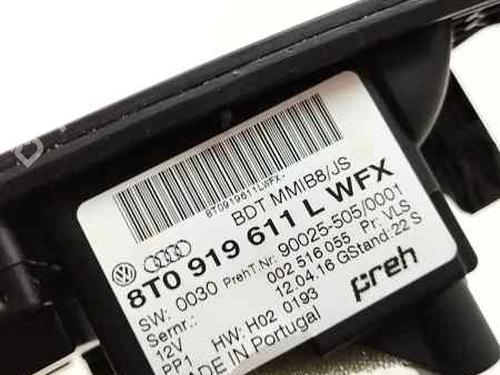 8T0919611LWFX-
BDT MMIB8/JS
8T0 919 611 L WFX
SW: 0030 PrehT.Nr: 90025-505/0001
Sernr.: 002 516.055 Pr: VLS
12V 12.04.16 GStand:22 S
PP1 HW: H02 0193
MADE IN Portugal
preh